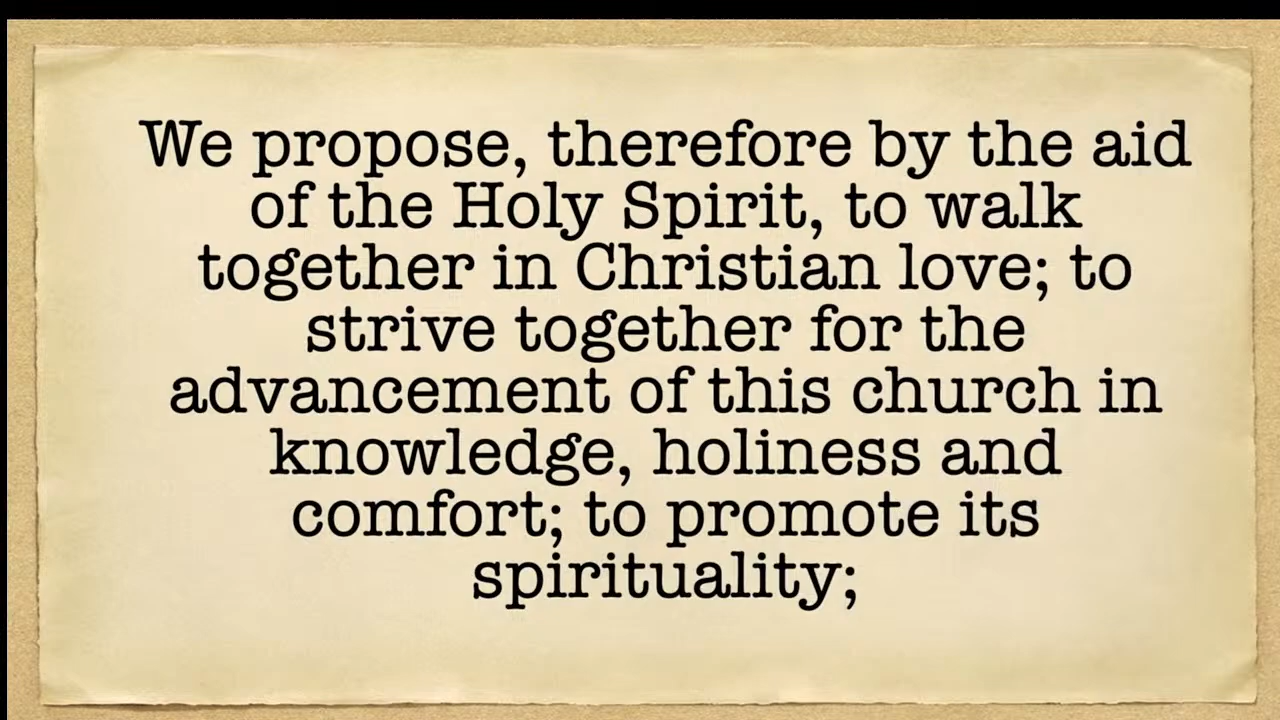 We propose, therefore by the aid
of the Holy Spirit, to walk
together in Christian love; to
strive together for the
advancement of this church in
knowledge, holiness and
comfort; to promote its
spirituality;